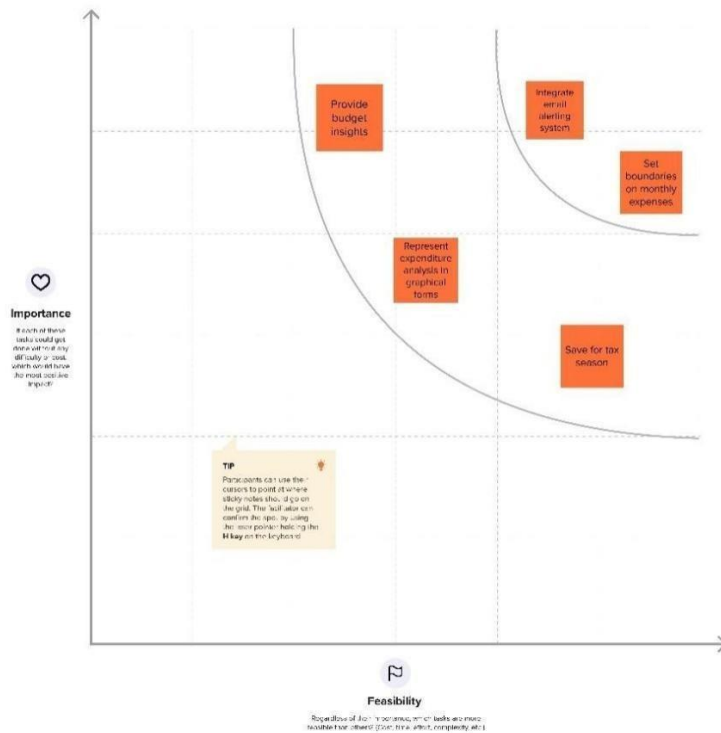 Provide
budget
insights
Integrate
email
alerting
system
Set
boundaries
on monthly
expenses
Represent
expenditure
analysis in
graphical
forms
Save for tax
season
Importance
If each of these
tasks could get
done without any
difficulty or cost,
which would have
the most positive
impact?
TIP
Participants can use their
cursors to point at where
sticky notes should go on
the grid. The facilitator can
confirm the spot by using
the laser pointer holding the
H key on the keyboard
Feasibility
Regardless of their importance, which tasks are more
feasible than others? (Cost, time, effort, complexity, etc.)